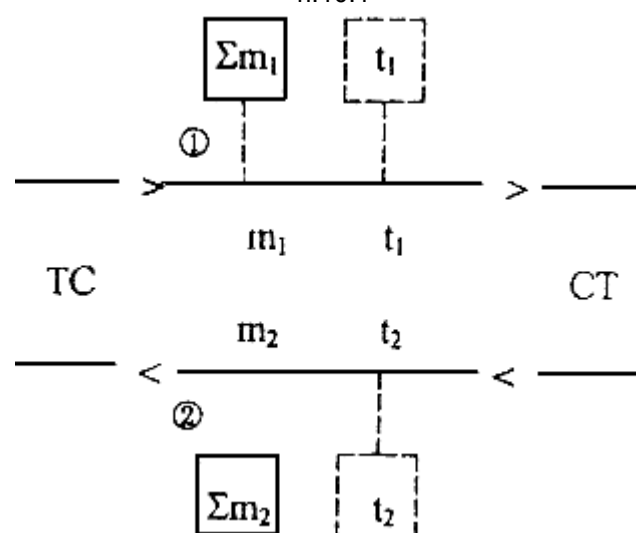 Σm₁ t₁
①
m₁ t₁
TC CT
m₂ t₂
②
Σm₂ t₂